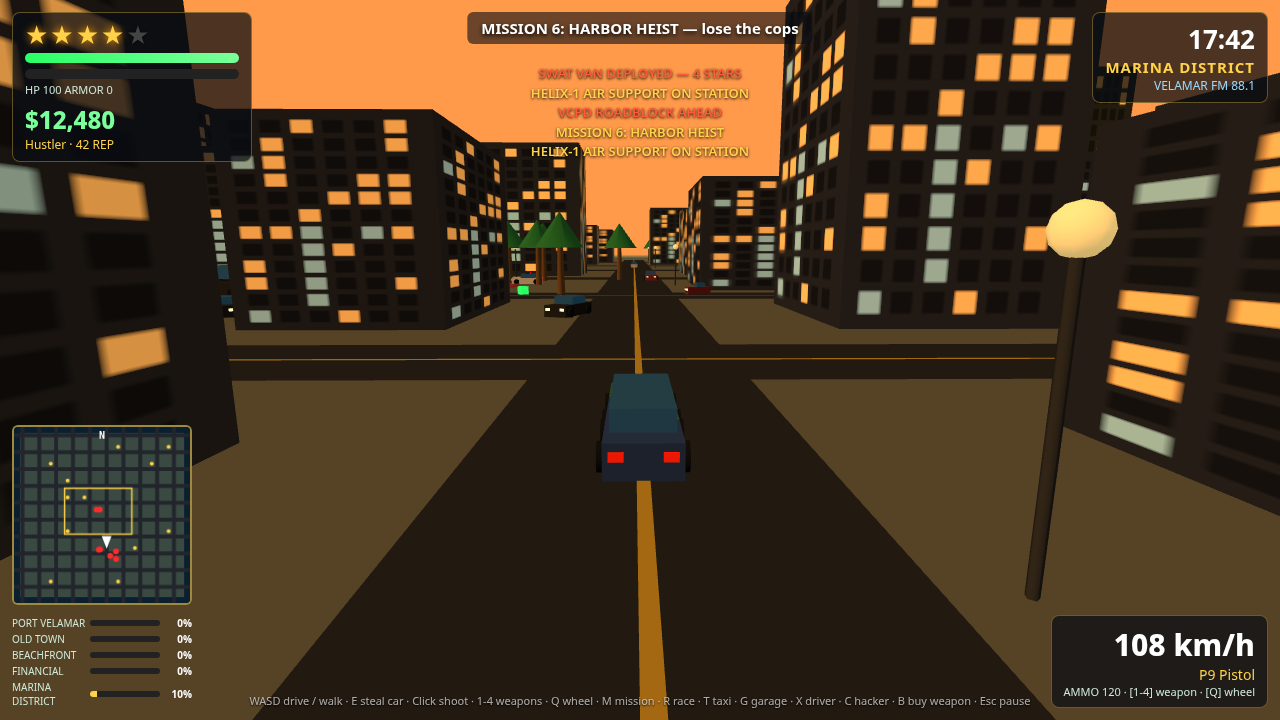 MISSION 6: HARBOR HEIST — lose the cops
SWAT VAN DEPLOYED — 4 STARS
HELIX-1 AIR SUPPORT ON STATION
VCPD ROADBLOCK AHEAD
MISSION 6: HARBOR HEIST
HELIX-1 AIR SUPPORT ON STATION
★★★★★
HP 100 ARMOR 0
$12,480
Hustler · 42 REP
17:42
MARINA DISTRICT
VELAMAR FM 88.1
N
PORT VELAMAR 0%
OLD TOWN 0%
BEACHFRONT 0%
FINANCIAL 0%
MARINA DISTRICT 10%
108 km/h
P9 Pistol
AMMO 120 · [1-4] weapon · [Q] wheel
WASD drive / walk · E steal car · Click shoot · 1-4 weapons · Q wheel · M mission · R race · T taxi · G garage · X driver · C hacker · B buy weapon · Esc pause